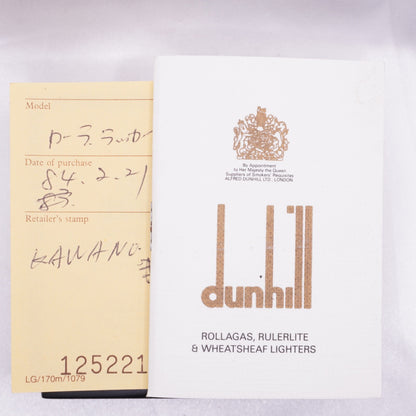 Model
ローラ.ラッカー
Date of purchase
84.2.21
Retailer's stamp
KAWANO
125221
LG/170m/1079
By Appointment
to Her Majesty the Queen
Suppliers of Smokers' Requisites
ALFRED DUNHILL LTD., LONDON
dunhill
ROLLAGAS, RULERLITE
& WHEATSHEAF LIGHTERS